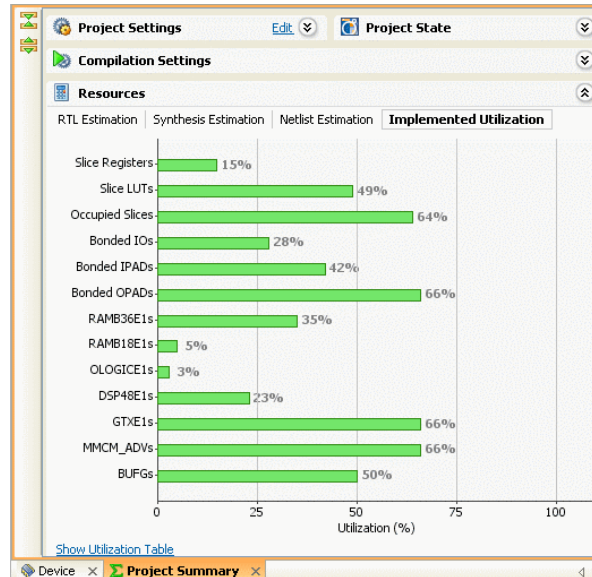 Project Settings Edit Project State
Compilation Settings
Resources
RTL Estimation Synthesis Estimation Netlist Estimation Implemented Utilization
Slice Registers 15%
Slice LUTs 49%
Occupied Slices 64%
Bonded IOs 28%
Bonded IPADs 42%
Bonded OPADs 66%
RAMB36E1s 35%
RAMB18E1s 5%
OLOGICE1s 3%
DSP48E1s 23%
GTXE1s 66%
MMCM_ADVs 66%
BUFGs 50%
0 25 50 75 100
Utilization (%)
Show Utilization Table
Device × Σ Project Summary ×